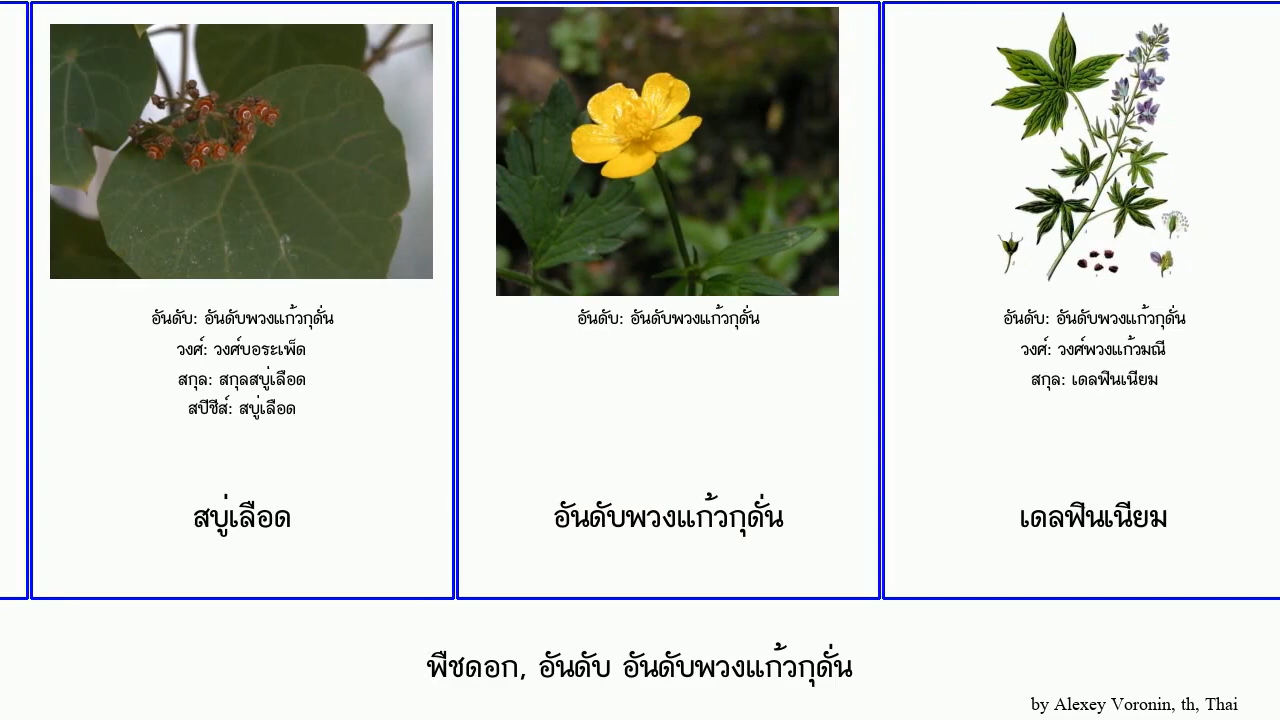 อันดับ: อันดับพวงแก้วกุดั่น
วงศ์: วงศ์บอระเพ็ด
สกุล: สกุลสบู่เลือด
สปีชีส์: สบู่เลือด
สบู่เลือด
อันดับ: อันดับพวงแก้วกุดั่น
อันดับพวงแก้วกุดั่น
อันดับ: อันดับพวงแก้วกุดั่น
วงศ์: วงศ์พวงแก้วมณี
สกุล: เดลฟินเนียม
เดลฟินเนียม
พืชดอก, อันดับ อันดับพวงแก้วกุดั่น
by Alexey Voronin, th, Thai